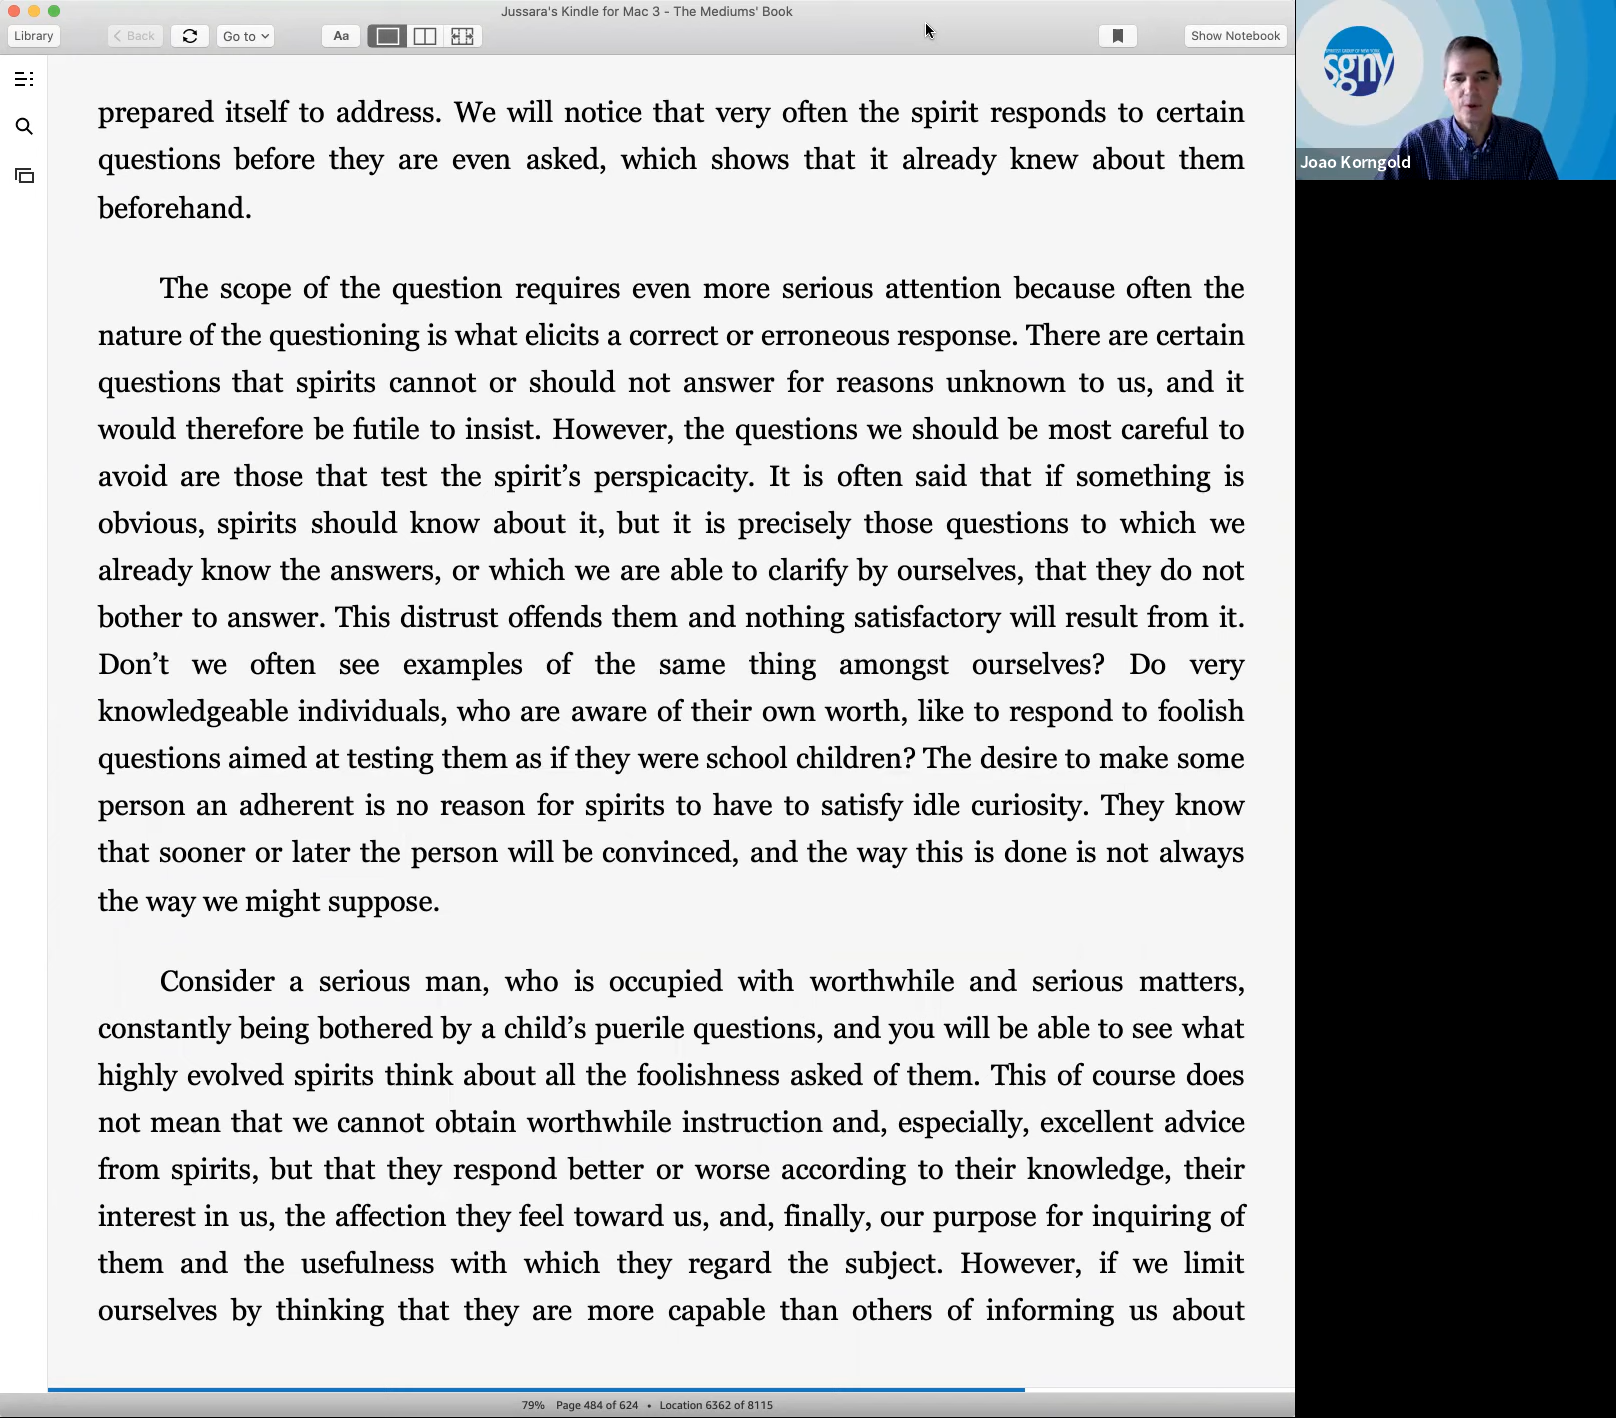 Jussara's Kindle for Mac 3 - The Mediums' Book
Library
Back
Go to
Aa
Show Notebook
prepared itself to address. We will notice that very often the spirit responds to certain
questions before they are even asked, which shows that it already knew about them
beforehand.
The scope of the question requires even more serious attention because often the
nature of the questioning is what elicits a correct or erroneous response. There are certain
questions that spirits cannot or should not answer for reasons unknown to us, and it
would therefore be futile to insist. However, the questions we should be most careful to
avoid are those that test the spirit’s perspicacity. It is often said that if something is
obvious, spirits should know about it, but it is precisely those questions to which we
already know the answers, or which we are able to clarify by ourselves, that they do not
bother to answer. This distrust offends them and nothing satisfactory will result from it.
Don’t we often see examples of the same thing amongst ourselves? Do very
knowledgeable individuals, who are aware of their own worth, like to respond to foolish
questions aimed at testing them as if they were school children? The desire to make some
person an adherent is no reason for spirits to have to satisfy idle curiosity. They know
that sooner or later the person will be convinced, and the way this is done is not always
the way we might suppose.
Consider a serious man, who is occupied with worthwhile and serious matters,
constantly being bothered by a child’s puerile questions, and you will be able to see what
highly evolved spirits think about all the foolishness asked of them. This of course does
not mean that we cannot obtain worthwhile instruction and, especially, excellent advice
from spirits, but that they respond better or worse according to their knowledge, their
interest in us, the affection they feel toward us, and, finally, our purpose for inquiring of
them and the usefulness with which they regard the subject. However, if we limit
ourselves by thinking that they are more capable than others of informing us about
79% Page 484 of 624 • Location 6362 of 8115
sgny
Joao Korngold